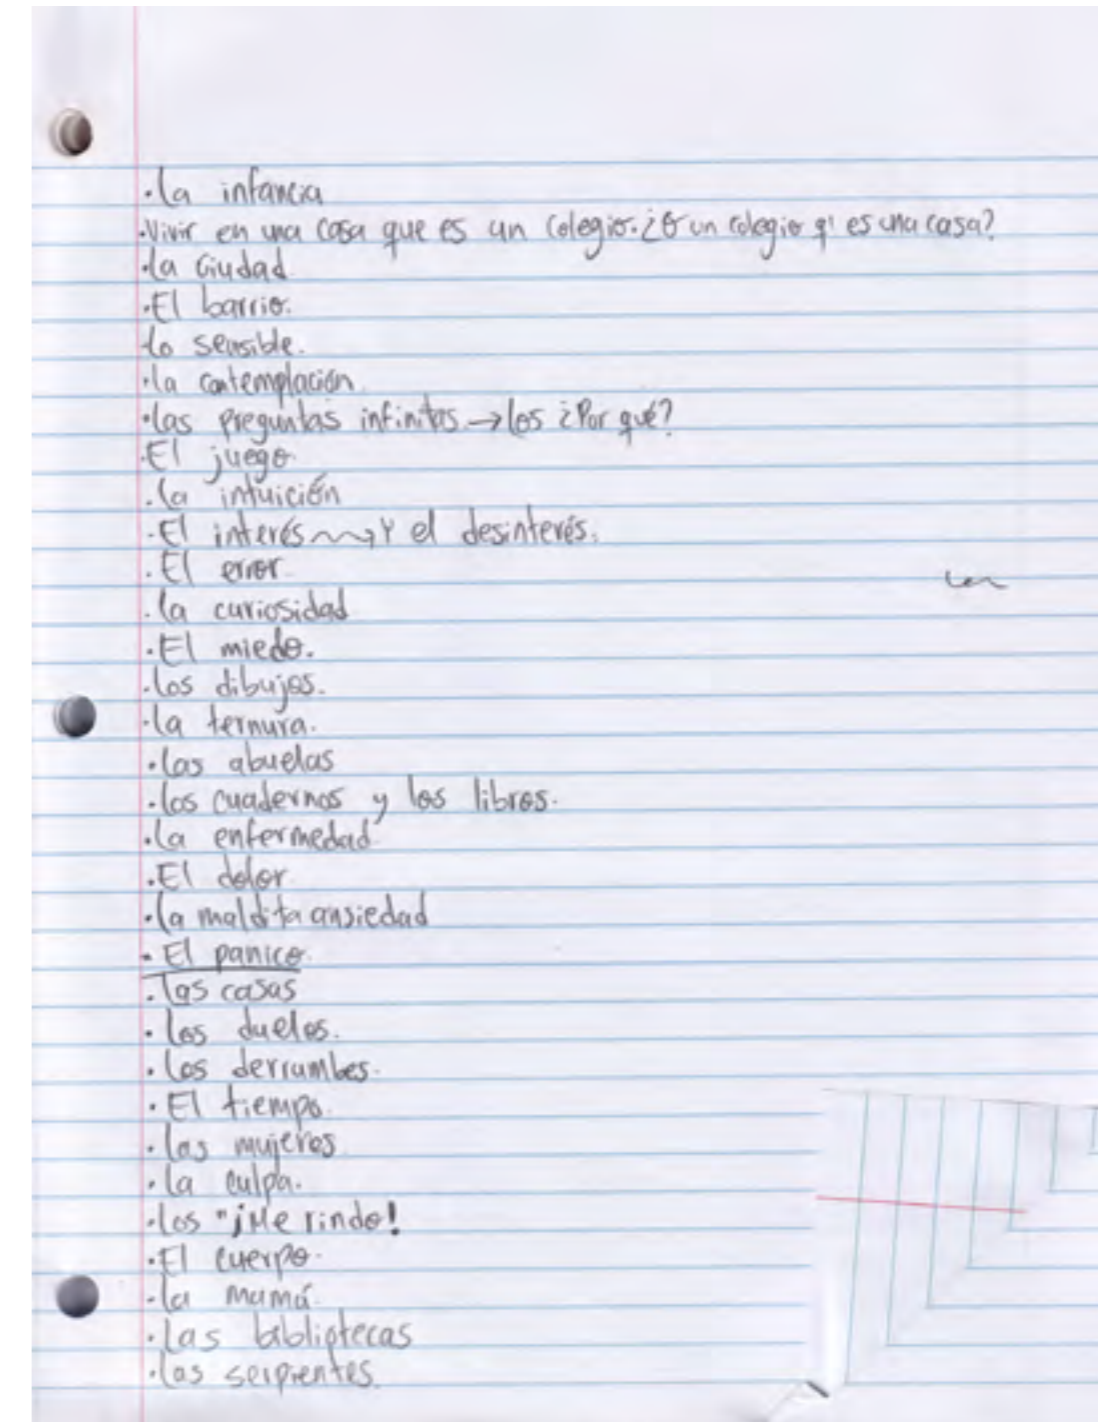 ·La infancia
·Vivir en una casa que es un colegio. ¿O un colegio q' es una casa?
·La ciudad
·El barrio.
·Lo sensible.
·La contemplación.
·Las preguntas infinitas → los ¿Por qué?
·El juego.
·La intuición
·El interés ⟿ Y el desinterés.
·El error.
·La curiosidad
·El miedo.
·Los dibujos.
·La ternura.
·Las abuelas
·Los cuadernos y los libros.
·La enfermedad
·El dolor.
·La maldita ansiedad
·El panico.
·Las casas
·Los duelos.
·Los derrumbes.
·El tiempo.
·Las mujeres
·La culpa.
·Los "¡Me rindo!
·El cuerpo.
·La mamá.
·Las bibliotecas
·Las serpientes.